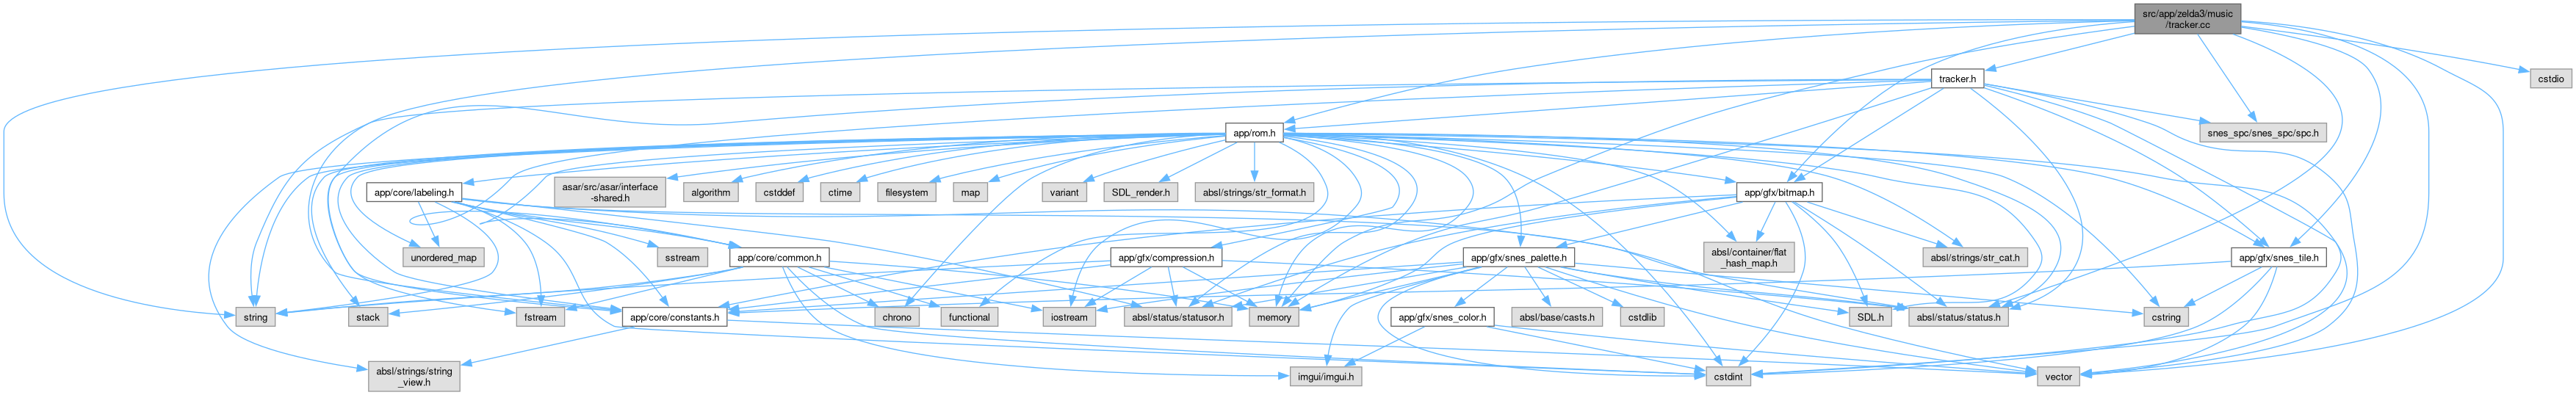 src/app/zelda3/music
/tracker.cc
tracker.h
cstdio
app/rom.h
snes_spc/snes_spc/spc.h
app/core/labeling.h
asar/src/asar/interface
-shared.h
algorithm
cstddef
ctime
filesystem
map
variant
SDL_render.h
absl/strings/str_format.h
app/gfx/bitmap.h
unordered_map
sstream
app/core/common.h
app/gfx/compression.h
app/gfx/snes_palette.h
absl/container/flat
_hash_map.h
absl/strings/str_cat.h
app/gfx/snes_tile.h
string
stack
fstream
app/core/constants.h
chrono
functional
iostream
absl/status/statusor.h
memory
app/gfx/snes_color.h
absl/base/casts.h
cstdlib
SDL.h
absl/status/status.h
cstring
absl/strings/string
_view.h
imgui/imgui.h
cstdint
vector